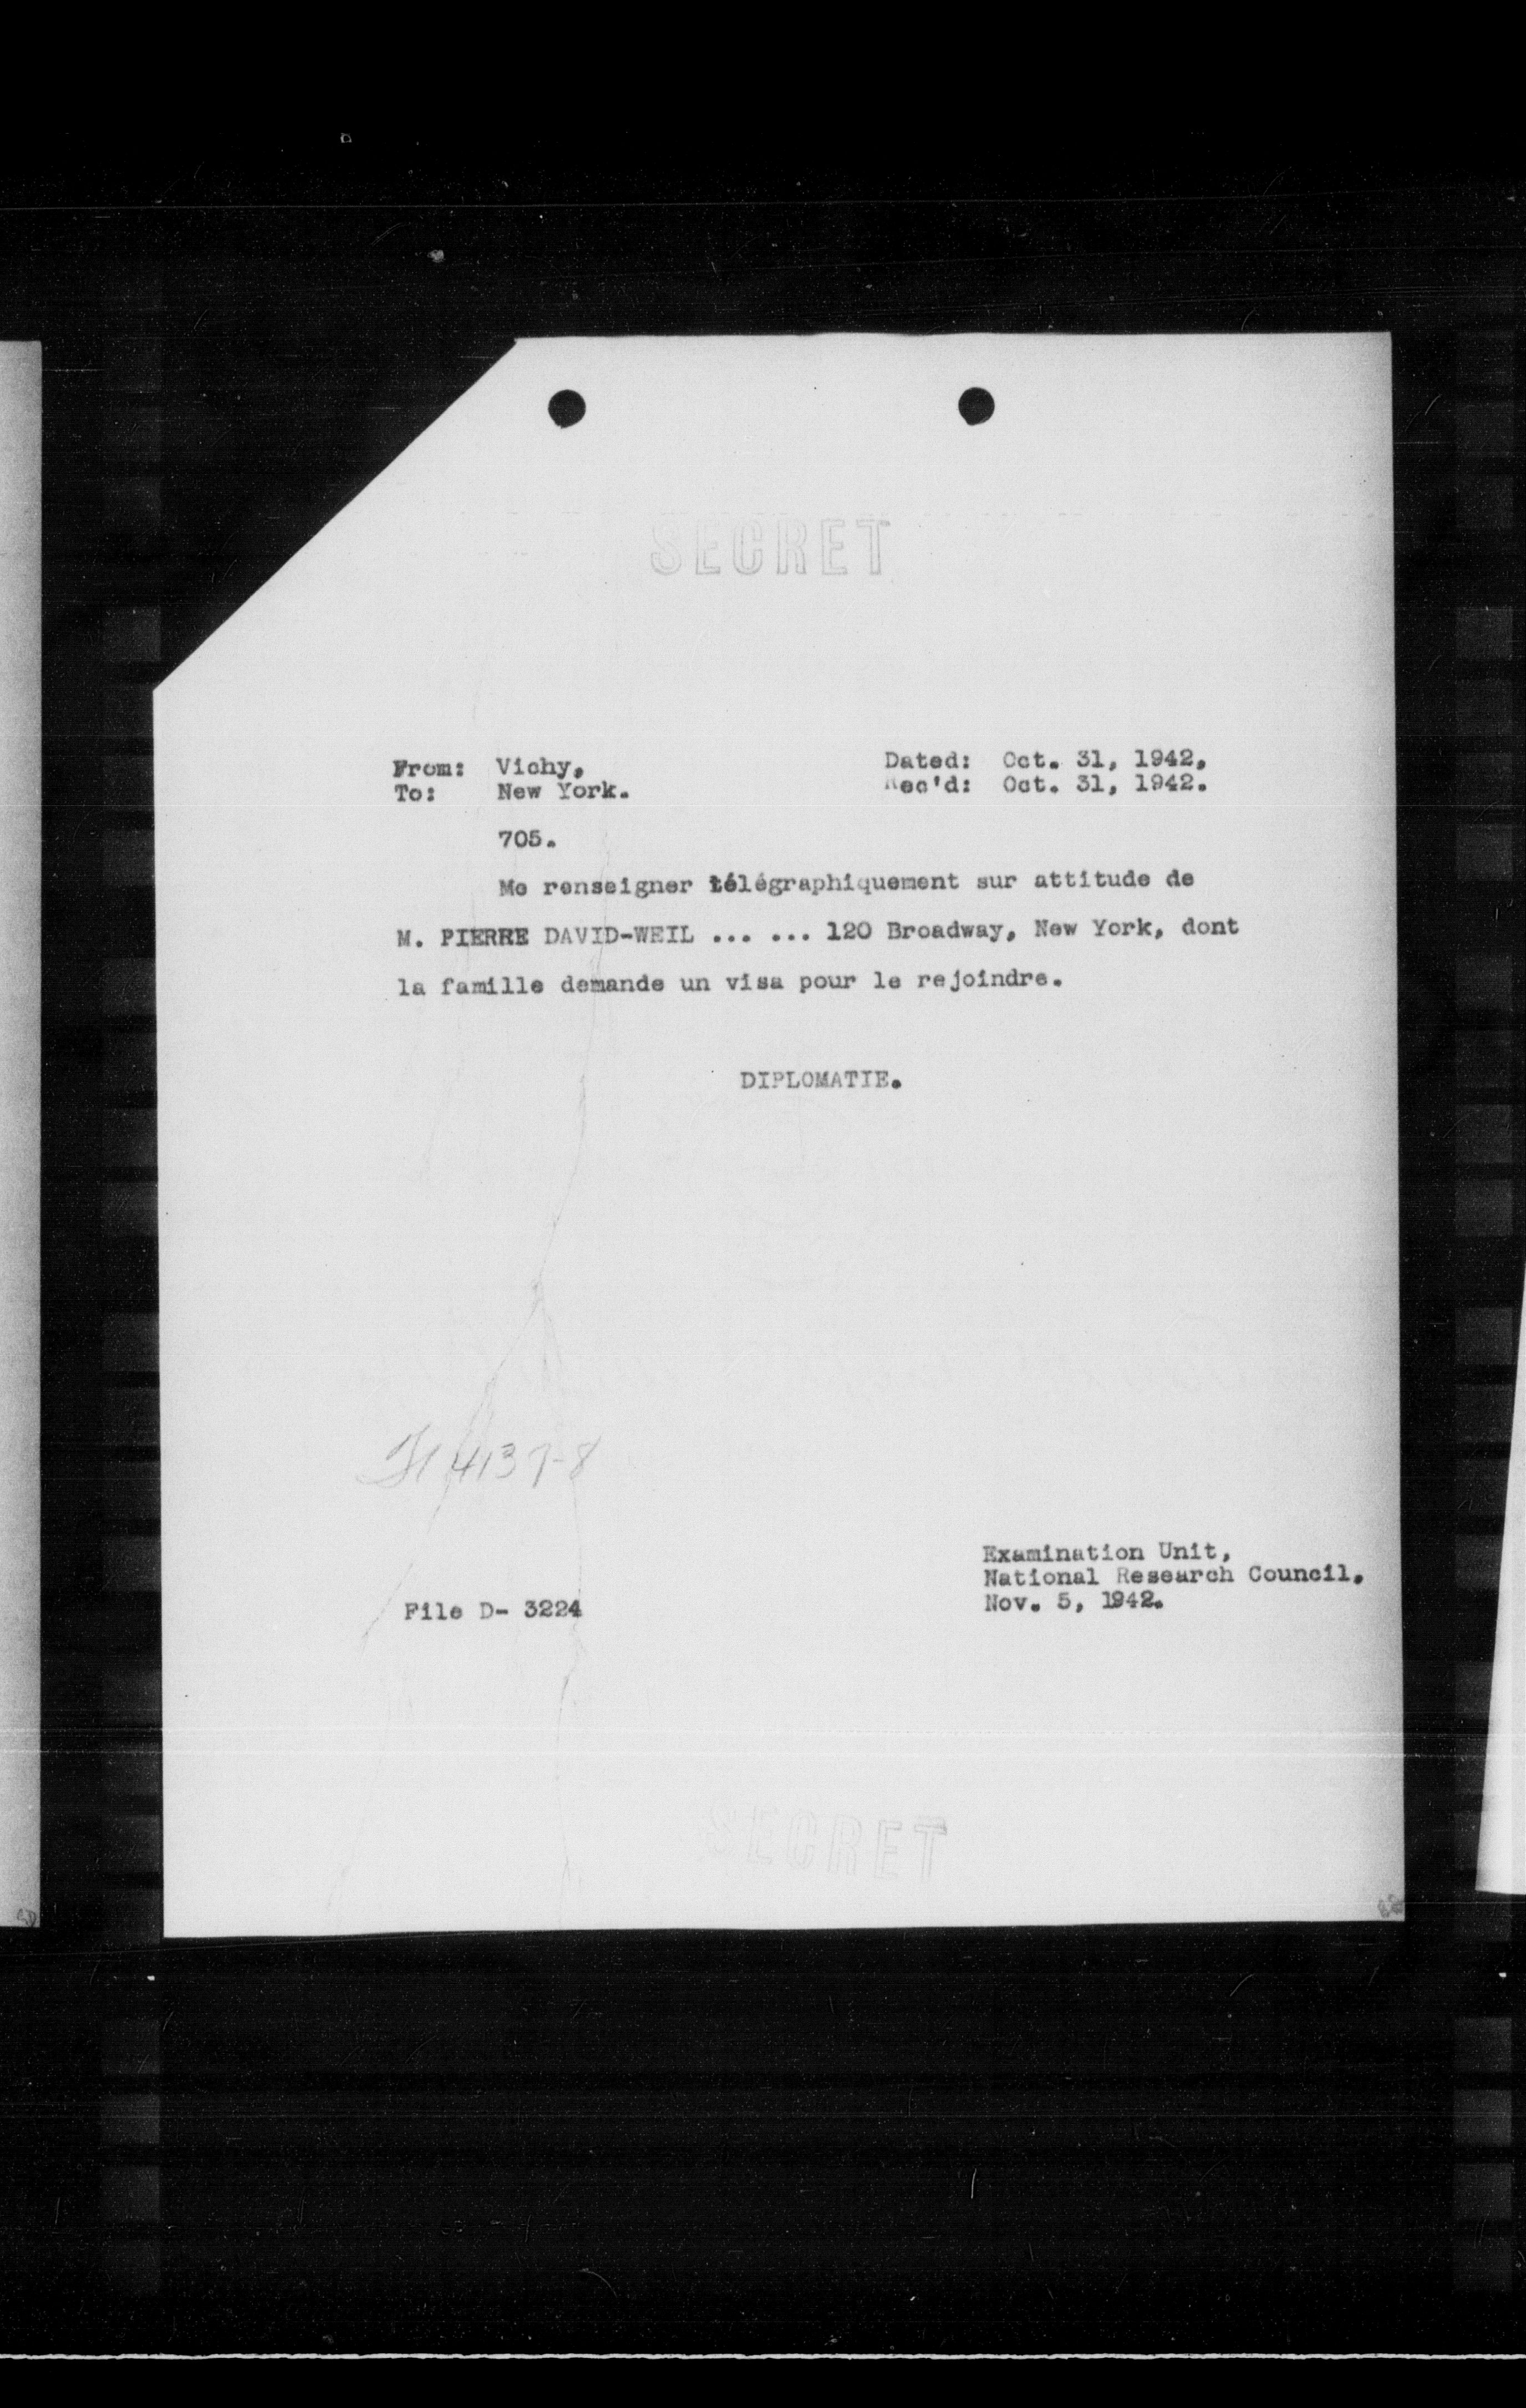 SECRET
From: Vichy, Dated: Oct. 31, 1942.
To: New York. Rec'd: Oct. 31, 1942.
705.
Me renseigner télégraphiquement sur attitude de
M. PIERRE DAVID-WEIL ... ... 120 Broadway, New York, dont
la famille demande un visa pour le rejoindre.
DIPLOMATIE.
4137-8
Examination Unit,
National Research Council.
File D- 3224 Nov. 5, 1942.
SECRET